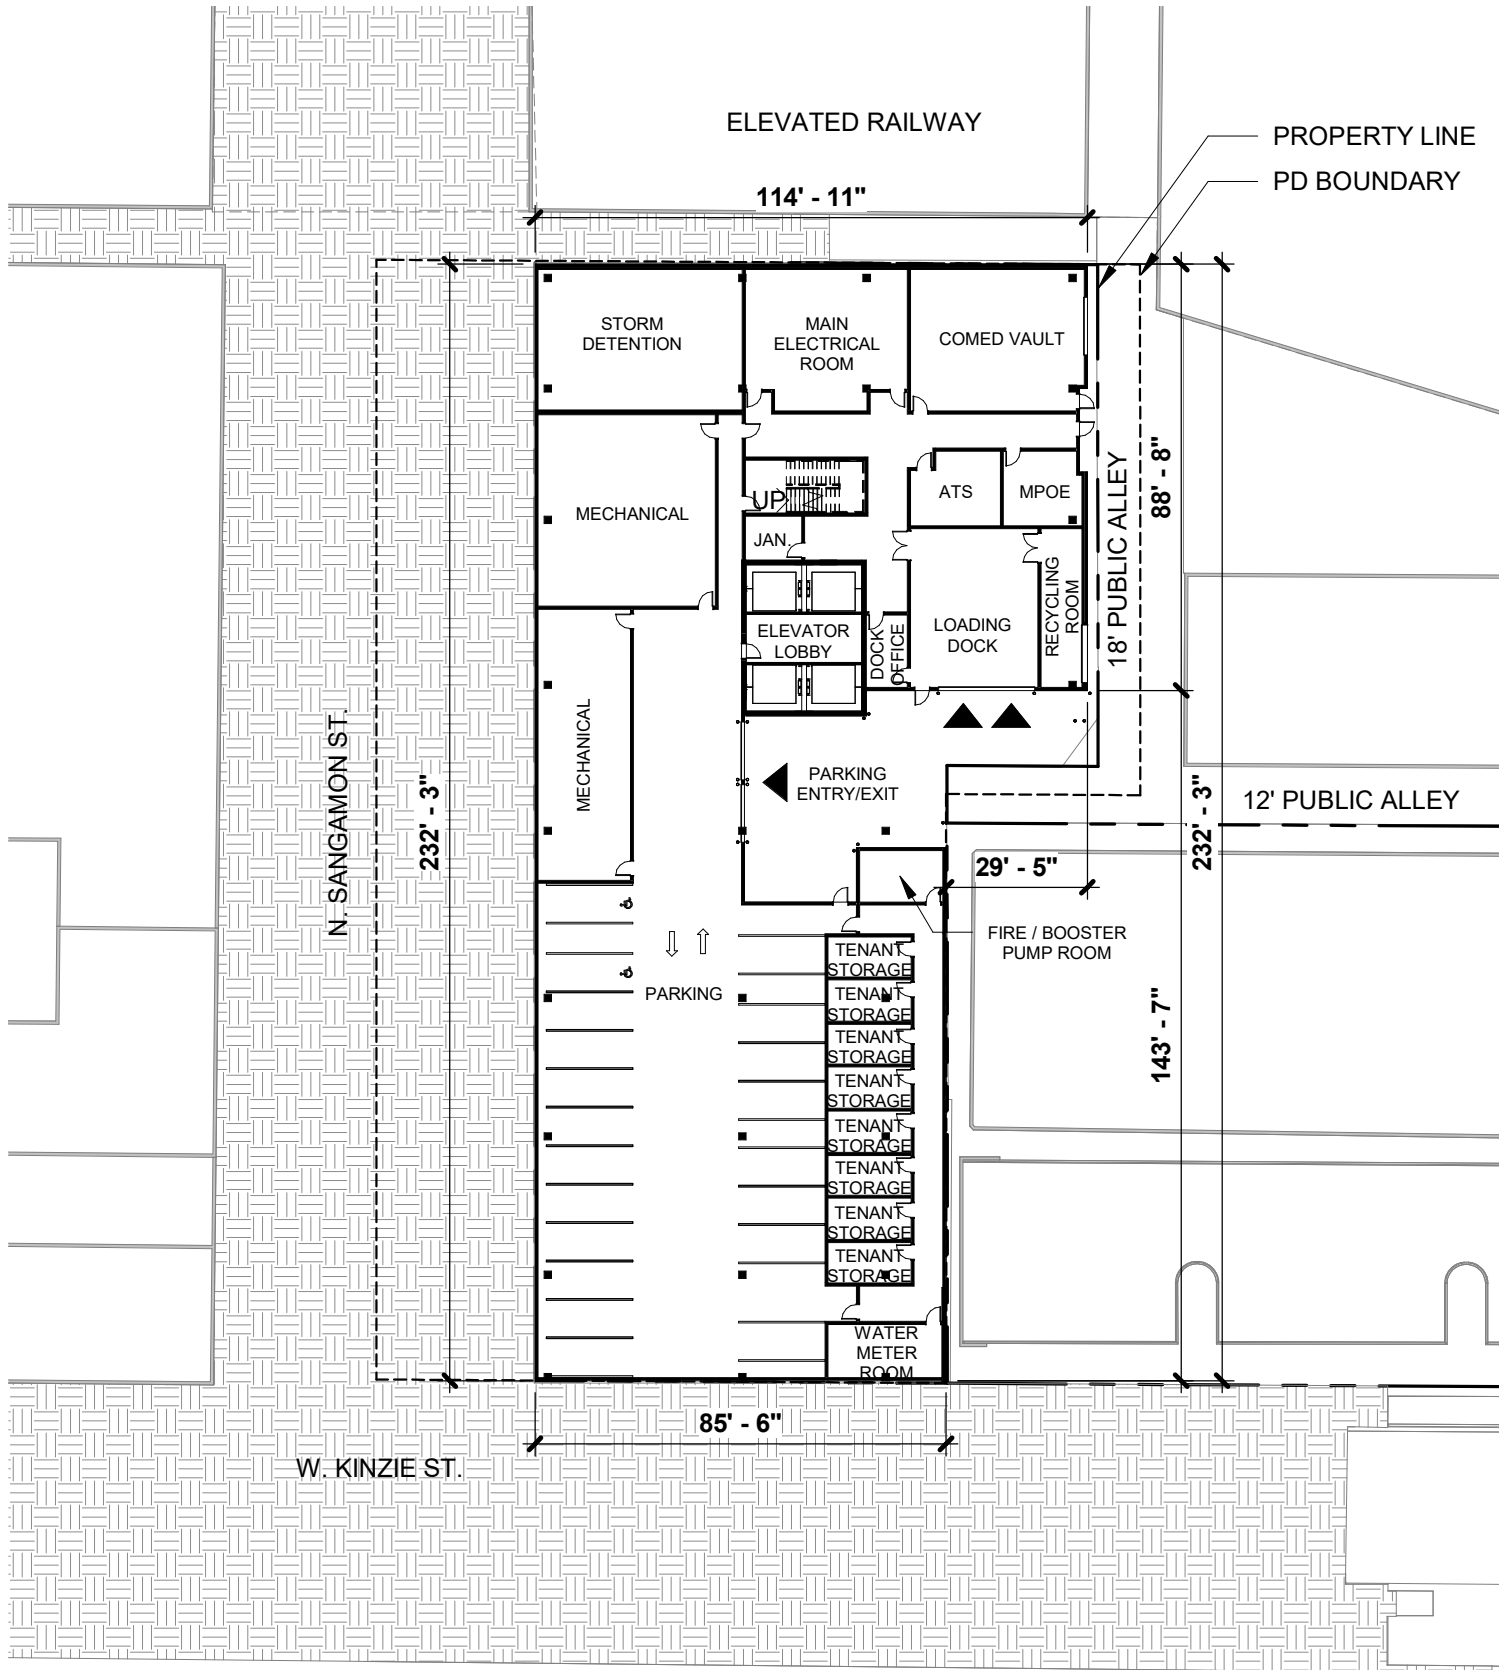 ELEVATED RAILWAY
PROPERTY LINE
PD BOUNDARY
114' - 11"
STORM
DETENTION
MAIN
ELECTRICAL
ROOM
COMED VAULT
MECHANICAL
UP
JAN.
ATS
MPOE
88' - 8"
18' PUBLIC ALLEY
ELEVATOR
LOBBY
DOCK
OFFICE
LOADING
DOCK
RECYCLING
ROOM
N. SANGAMON ST.
232' - 3"
MECHANICAL
PARKING
ENTRY/EXIT
12' PUBLIC ALLEY
232' - 3"
29' - 5"
FIRE / BOOSTER
PUMP ROOM
PARKING
143' - 7"
TENANT
STORAGE
TENANT
STORAGE
TENANT
STORAGE
TENANT
STORAGE
TENANT
STORAGE
TENANT
STORAGE
TENANT
STORAGE
TENANT
STORAGE
WATER
METER
ROOM
85' - 6"
W. KINZIE ST.